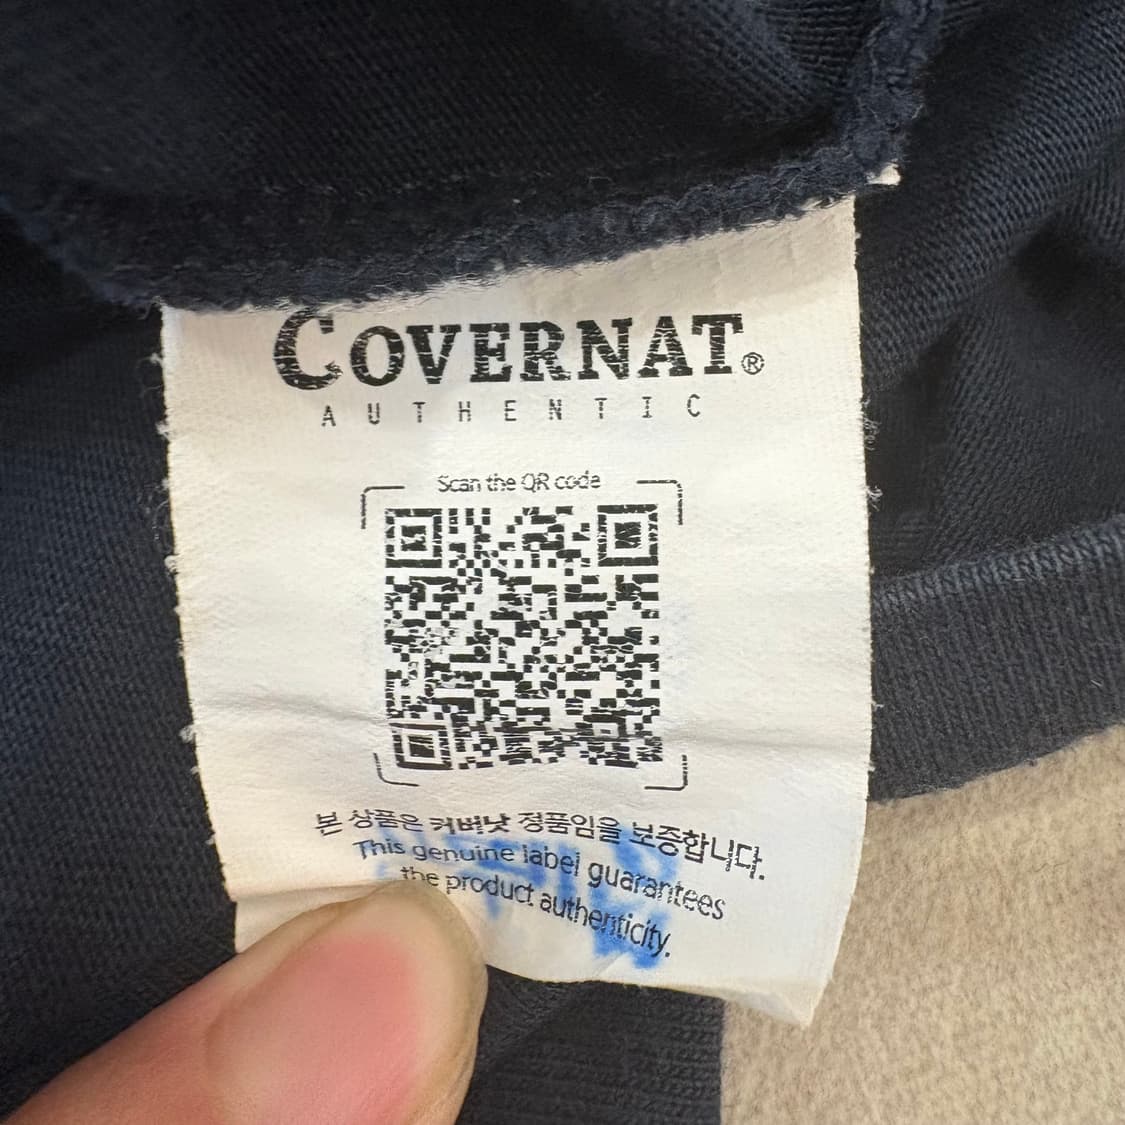 COVERNAT®
AUTHENTIC
Scan the QR code
본 상품은 커버낫 정품임을 보증합니다.
This genuine label guarantees
the product authenticity.